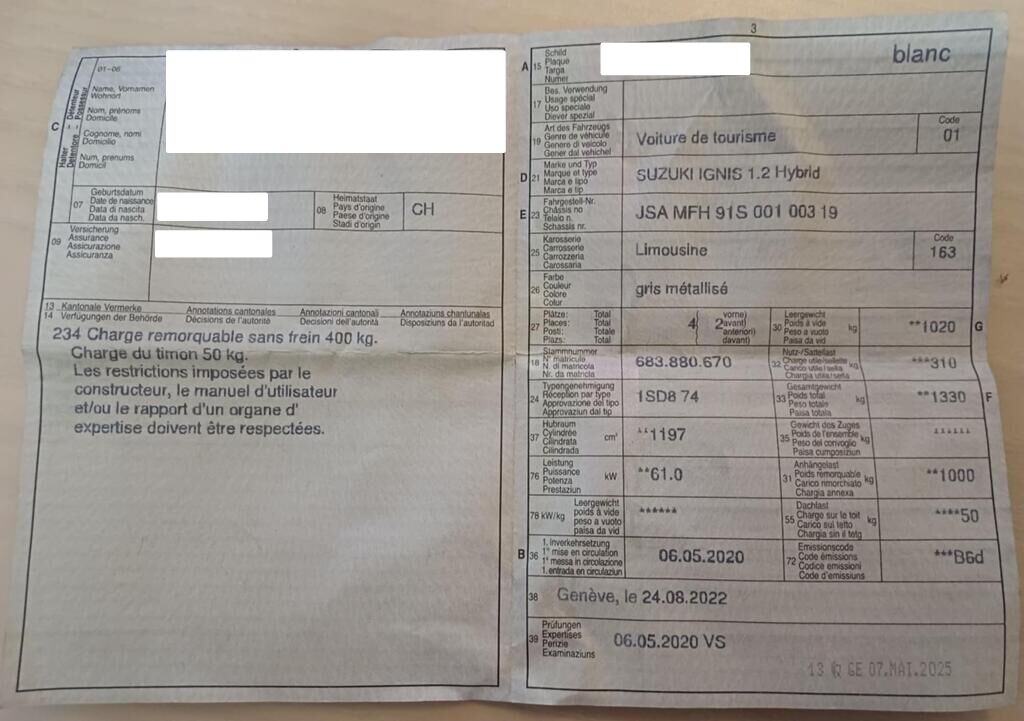 01-06
Halter Détenteur
Detentore Possessur
C
Name, Vornamen
Wohnort
Nom, prénoms
Domicile
Cognome, nomi
Domicilio
Num, prenums
Domicil
07
Geburtsdatum
Date de naissance
Data di nascita
Data da nasch.
08
Heimatstaat
Pays d'origine
Paese d'origine
Stadi d'origin
CH
09
Versicherung
Assurance
Assicurazione
Assicuranza
13 Kantonale Vermerke Annotations cantonales Annotazioni cantonali Annotaziuns chantunalas
14 Verfügungen der Behörde Décisions de l'autorité Decisioni dell'autorità Disposiziuns da l'autoritad
234 Charge remorquable sans frein 400 kg.
Charge du timon 50 kg.
Les restrictions imposées par le
constructeur, le manuel d'utilisateur
et/ou le rapport d'un organe d'
expertise doivent être respectées.
3
A 15
Schild
Plaque
Targa
Numer
blanc
17
Bes. Verwendung
Usage spécial
Uso speciale
Diever spezial
19
Art des Fahrzeugs
Genre de véhicule
Genere di veicolo
Gener dal vehichel
Voiture de tourisme
Code
01
D 21
Marke und Typ
Marque et type
Marca e tipo
Marca e tip
SUZUKI IGNIS 1.2 Hybrid
E 23
Fahrgestell-Nr.
Châssis no
Telaio n.
Schassis nr.
JSA MFH 91S 001 003 19
25
Karosserie
Carrosserie
Carrozzeria
Carossaria
Limousine
Code
163
26
Farbe
Couleur
Colore
Colur
gris métallisé
27
Plätze: Total
Places: Total
Posti: Totale
Plazs: Total
4 2
vorne)
avant)
anteriori)
davant)
30
Leergewicht
Poids à vide
Peso a vuoto
Paisa da vid
kg
**1020
G
18
Stammnummer
N° matricule
N. di matricola
Nr. da matricla
683.880.670
32
Nutz-/Sattellast
Charge utile/sellette
Carico utile/sella
Chargia utila/sella
kg
***310
24
Typengenehmigung
Réception par type
Approvazione del tipo
Approvaziun dal tip
1SD8 74
33
Gesamtgewicht
Poids total
Peso totale
Paisa totala
kg
**1330
F
37
Hubraum
Cylindrée
Cilindrata
Cilindrada
cm³
**1197
35
Gewicht des Zuges
Poids de l'ensemble
Peso del convoglio
Paisa cumposiziun
kg
******
76
Leistung
Puissance
Potenza
Prestaziun
kW
**61.0
31
Anhängelast
Poids remorquable
Carico rimorchiato
Chargia annexa
kg
**1000
78 kW/kg
Leergewicht
poids à vide
peso a vuoto
paisa da vid
******
55
Dachlast
Charge sur le toit
Carico sul tetto
Chargia sin il tetg
kg
****50
B 36
1. Inverkehrsetzung
1re mise en circulation
1a messa in circolazione
1. entrada en circulaziun
06.05.2020
72
Emissionscode
Code émissions
Codice emissioni
Code d'emissiuns
***B6d
38
Genève, le 24.08.2022
39
Prüfungen
Expertises
Perizie
Examinaziuns
06.05.2020 VS
GE 07.MAI.2025